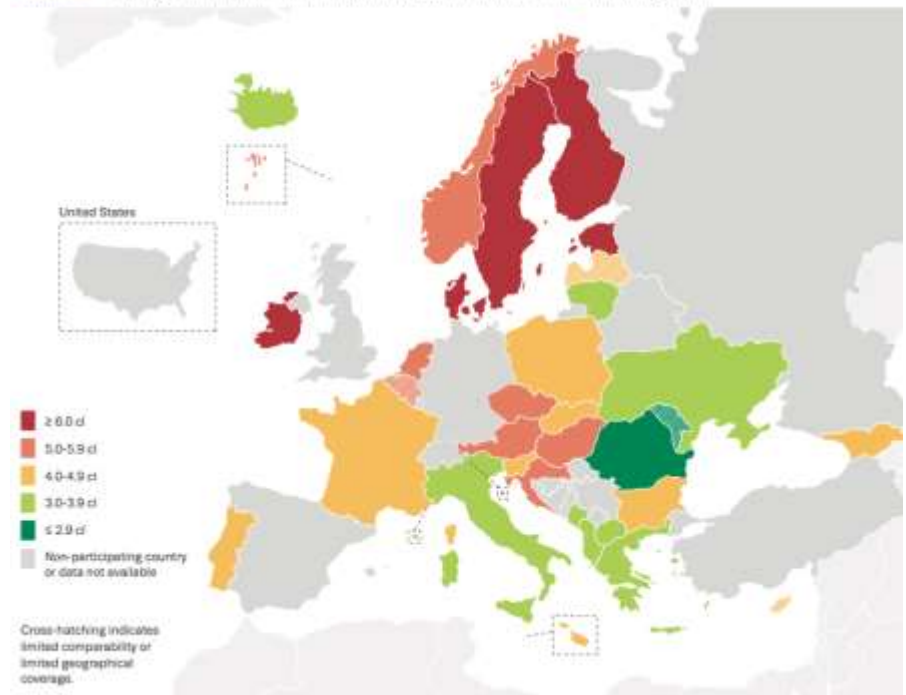 United States
≥ 6.0 cl
5.0-5.9 cl
4.0-4.9 cl
3.0-3.9 cl
≤ 2.9 cl
Non-participating country
or data not available
Cross-hatching indicates
limited comparability or
limited geographical
coverage.